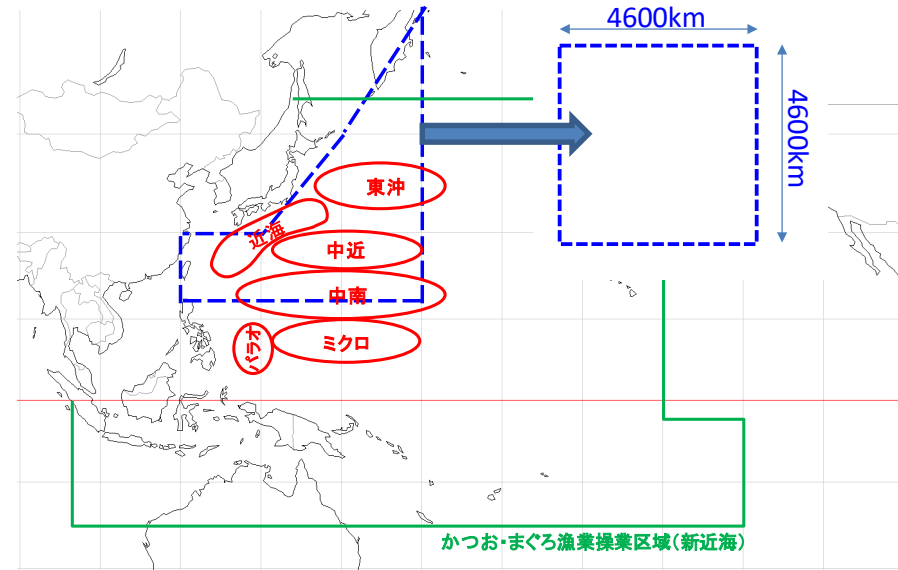 4600km
4600km
東沖
近海
中近
中南
パラオ
ミクロ
かつお・まぐろ漁業操業区域(新近海)